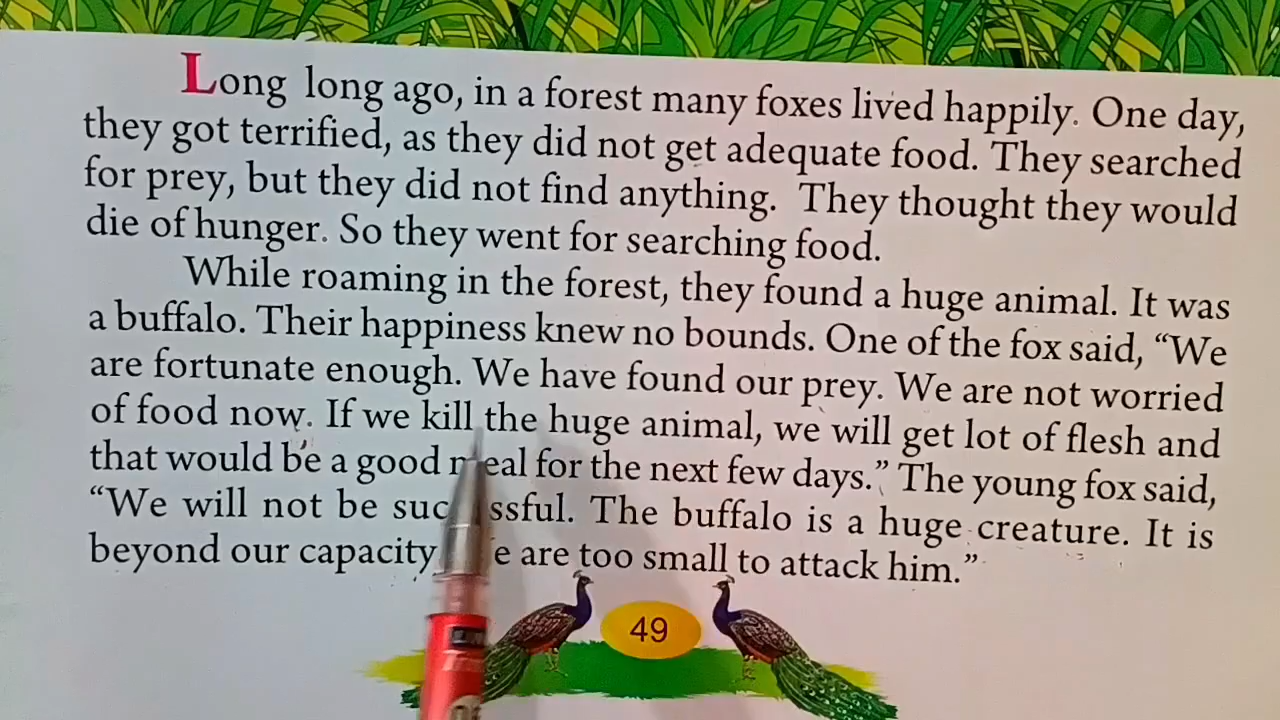 Long long ago, in a forest many foxes lived happily. One day,
they got terrified, as they did not get adequate food. They searched
for prey, but they did not find anything. They thought they would
die of hunger. So they went for searching food.
While roaming in the forest, they found a huge animal. It was
a buffalo. Their happiness knew no bounds. One of the fox said, “We
are fortunate enough. We have found our prey. We are not worried
of food now. If we kill the huge animal, we will get lot of flesh and
that would be a good meal for the next few days.” The young fox said,
“We will not be successful. The buffalo is a huge creature. It is
beyond our capacity. We are too small to attack him.”
49